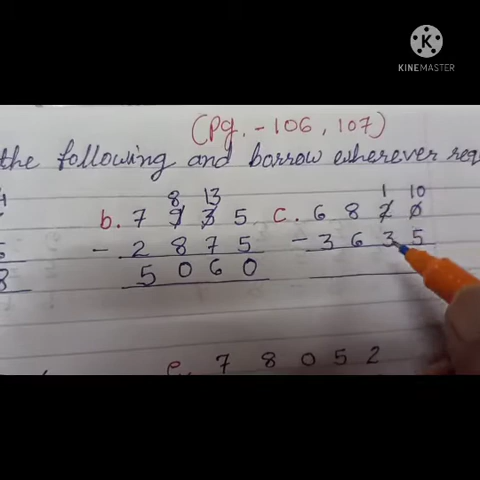 K
KINEMASTER
(Pg. - 106, 107)
the following and borrow wherever req
8 13 1 10
b. 7 9 3 5 c. 6 8 2 0
- 2 8 7 5 - 3 6 3 5
8 5 0 6 0
e. 7 8 0 5 2